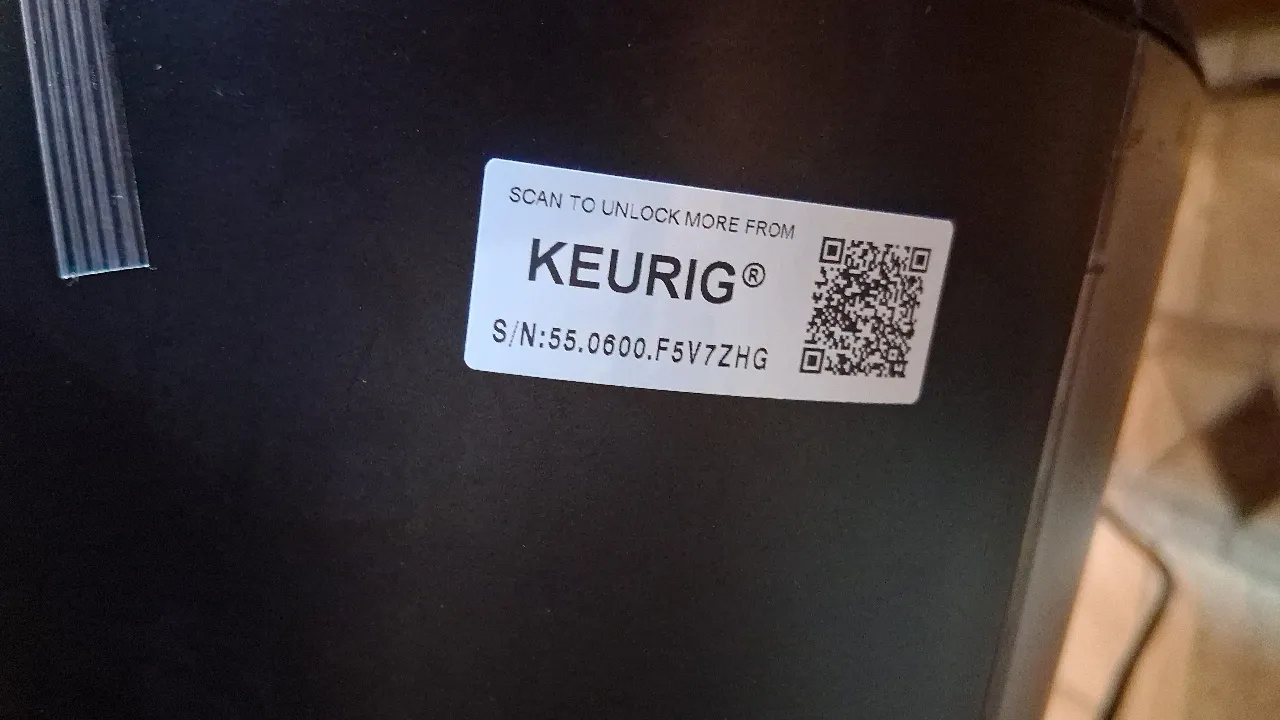 SCAN TO UNLOCK MORE FROM
KEURIG®
S/N:55.0600.F5V7ZHG